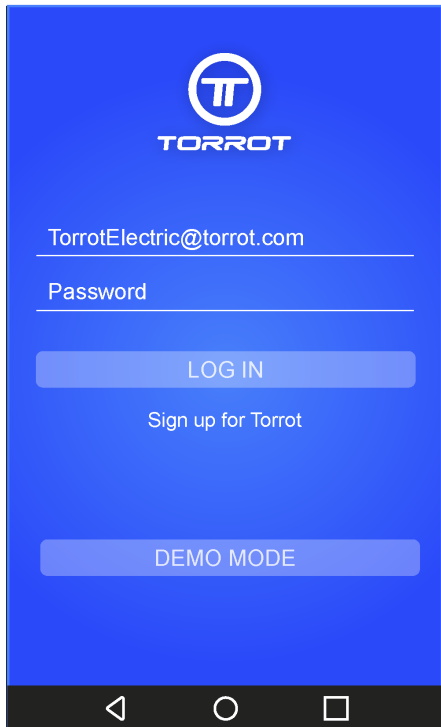 TORROT
TorrotElectric@torrot.com
Password
LOG IN
Sign up for Torrot
DEMO MODE